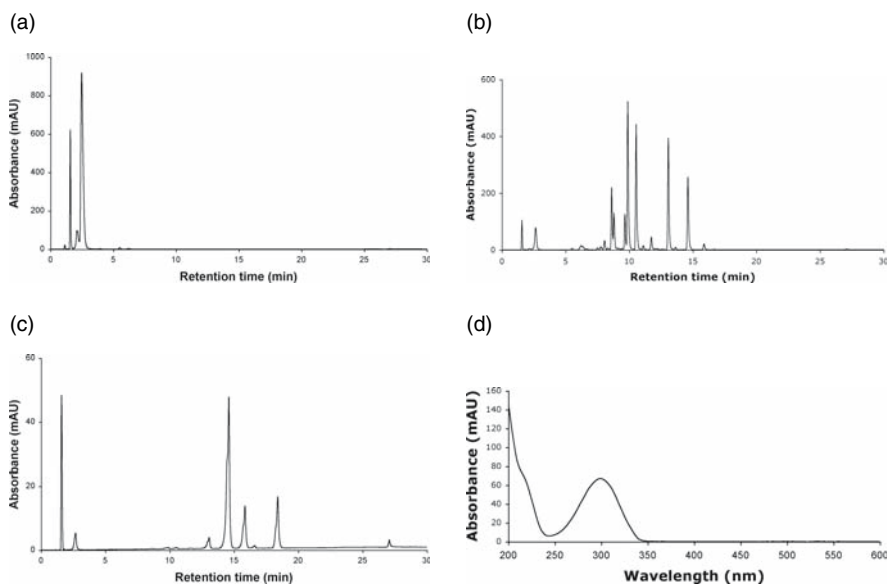 (a)
1000
800
600
400
200
0
Absorbance (mAU)
0 5 10 15 20 25 30
Retention time (min)
(b)
600
400
200
0
Absorbance (mAU)
0 5 10 15 20 25 30
Retention time (min)
(c)
60
40
20
0
Absorbance (mAU)
0 5 10 15 20 25 30
Retention time (min)
(d)
160
140
120
100
80
60
40
20
0
Absorbance (mAU)
200 250 300 350 400 450 500 550 600
Wavelength (nm)